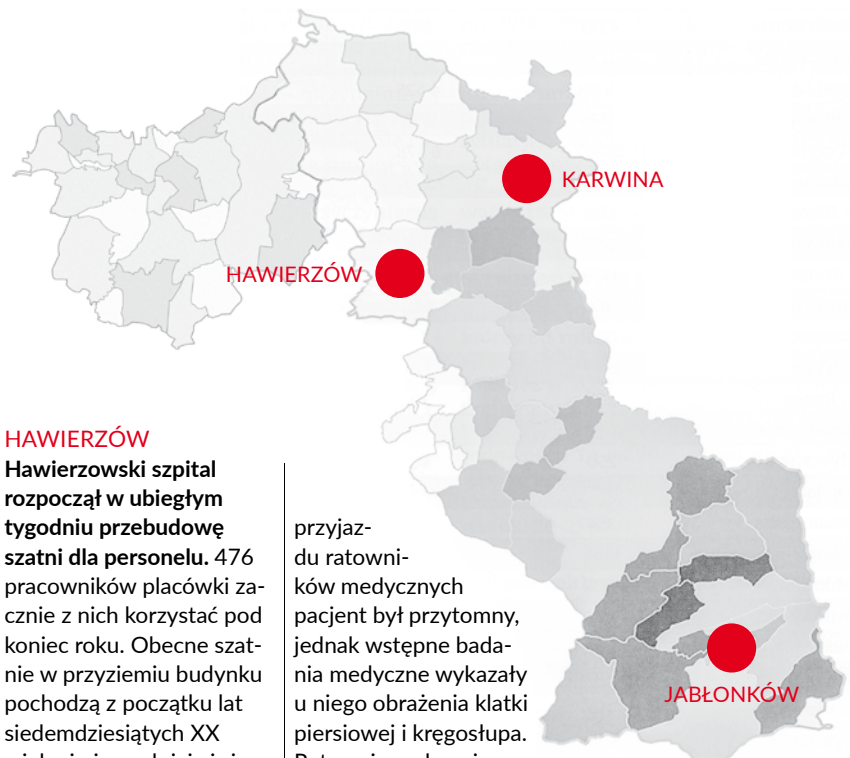 KARWINA
HAWIERZÓW
JABŁONKÓW
HAWIERZÓW
Hawierzowski szpital
rozpoczął w ubiegłym
tygodniu przebudowę
szatni dla personelu. 476
pracowników placówki za-
cznie z nich korzystać pod
koniec roku. Obecne szat-
nie w przyziemiu budynku
pochodzą z początku lat
siedemdziesiątych XX
przyjaz-
du ratowni-
ków medycznych
pacjent był przytomny,
jednak wstępne bada-
nia medyczne wykazały
u niego obrażenia klatki
piersiowej i kręgosłupa.